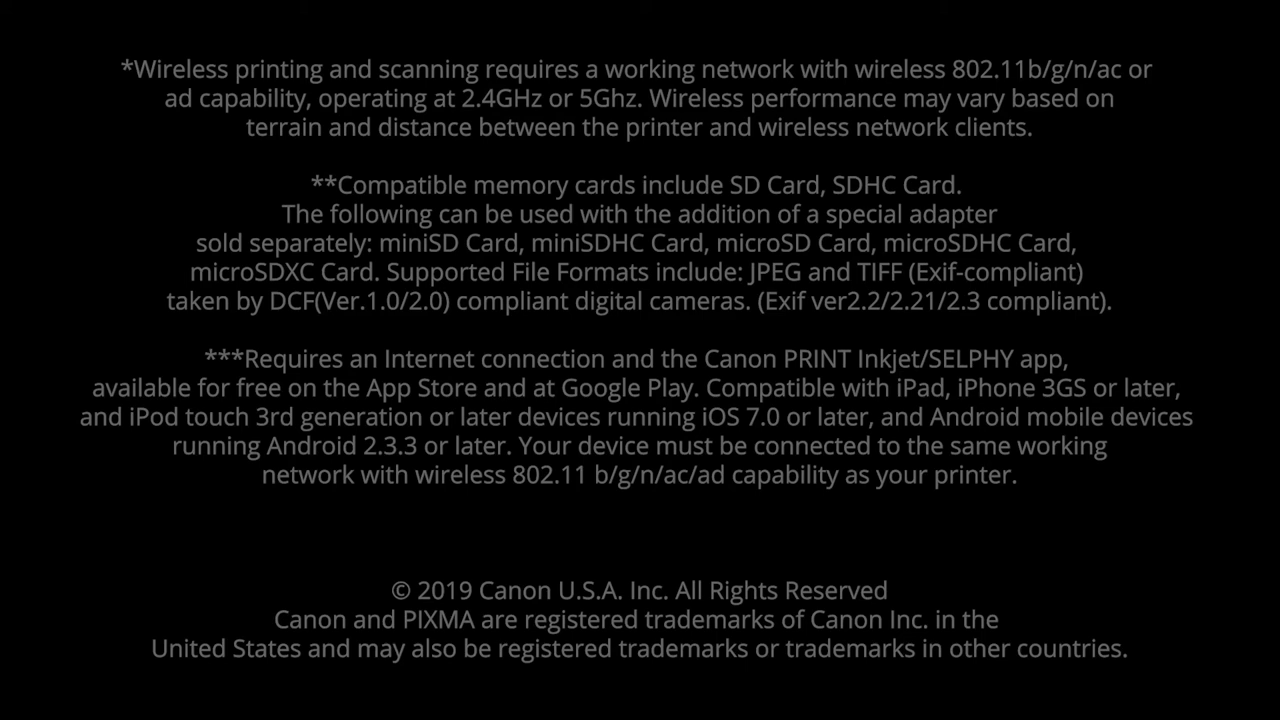 *Wireless printing and scanning requires a working network with wireless 802.11b/g/n/ac or
ad capability, operating at 2.4GHz or 5Ghz. Wireless performance may vary based on
terrain and distance between the printer and wireless network clients.
**Compatible memory cards include SD Card, SDHC Card.
The following can be used with the addition of a special adapter
sold separately: miniSD Card, miniSDHC Card, microSD Card, microSDHC Card,
microSDXC Card. Supported File Formats include: JPEG and TIFF (Exif-compliant)
taken by DCF(Ver.1.0/2.0) compliant digital cameras. (Exif ver2.2/2.21/2.3 compliant).
***Requires an Internet connection and the Canon PRINT Inkjet/SELPHY app,
available for free on the App Store and at Google Play. Compatible with iPad, iPhone 3GS or later,
and iPod touch 3rd generation or later devices running iOS 7.0 or later, and Android mobile devices
running Android 2.3.3 or later. Your device must be connected to the same working
network with wireless 802.11 b/g/n/ac/ad capability as your printer.
© 2019 Canon U.S.A. Inc. All Rights Reserved
Canon and PIXMA are registered trademarks of Canon Inc. in the
United States and may also be registered trademarks or trademarks in other countries.